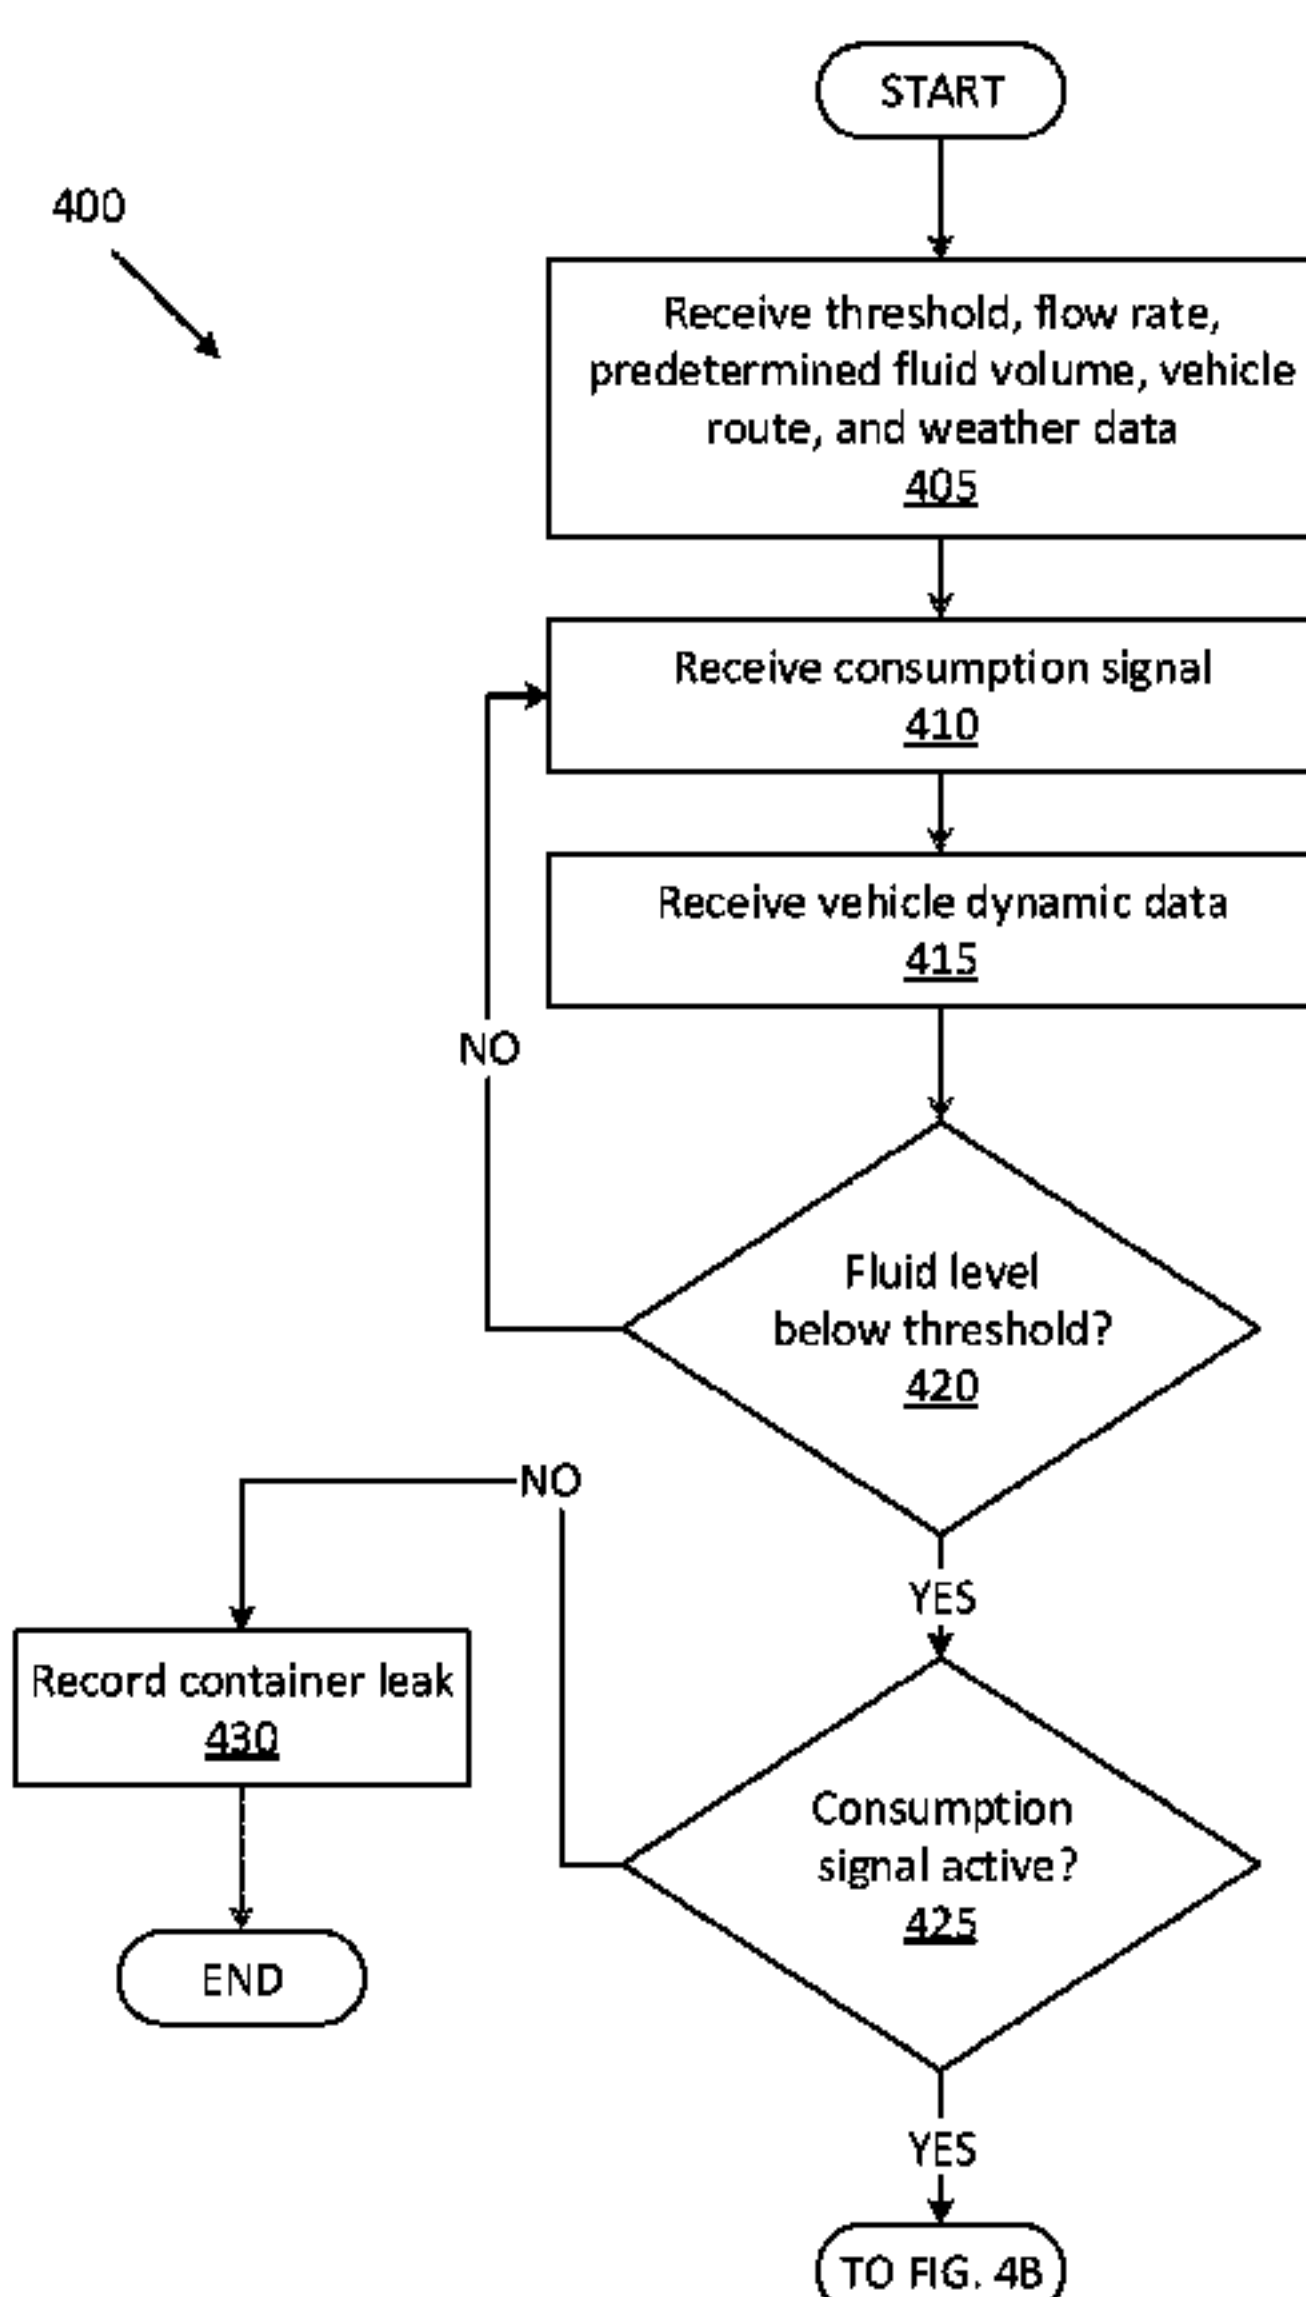 START
400
Receive threshold, flow rate,
predetermined fluid volume, vehicle
route, and weather data
405
Receive consumption signal
410
Receive vehicle dynamic data
415
NO
Fluid level
below threshold?
420
NO
YES
Record container leak
430
Consumption
signal active?
425
END
YES
TO FIG. 4B